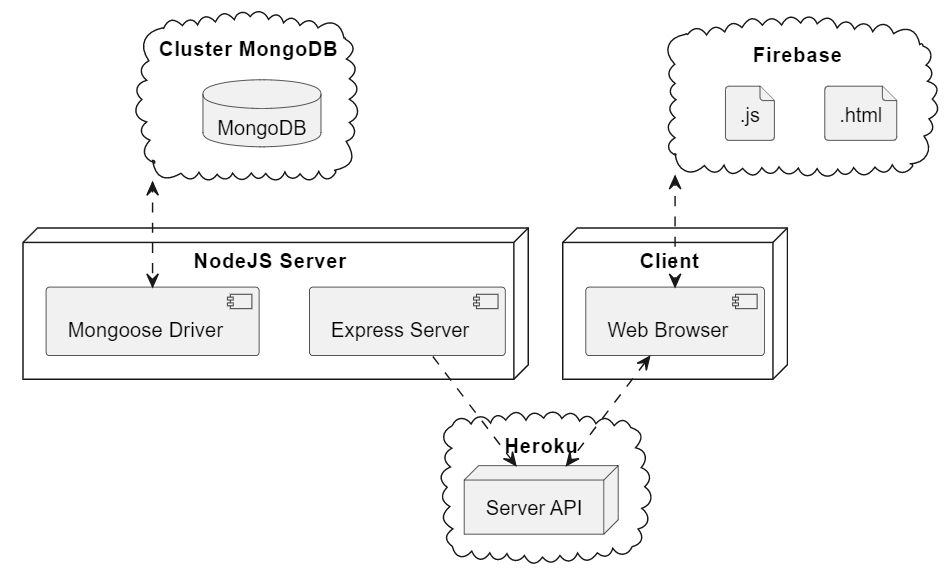 Cluster MongoDB
MongoDB
Firebase
.js
.html
NodeJS Server
Mongoose Driver
Express Server
Client
Web Browser
Heroku
Server API